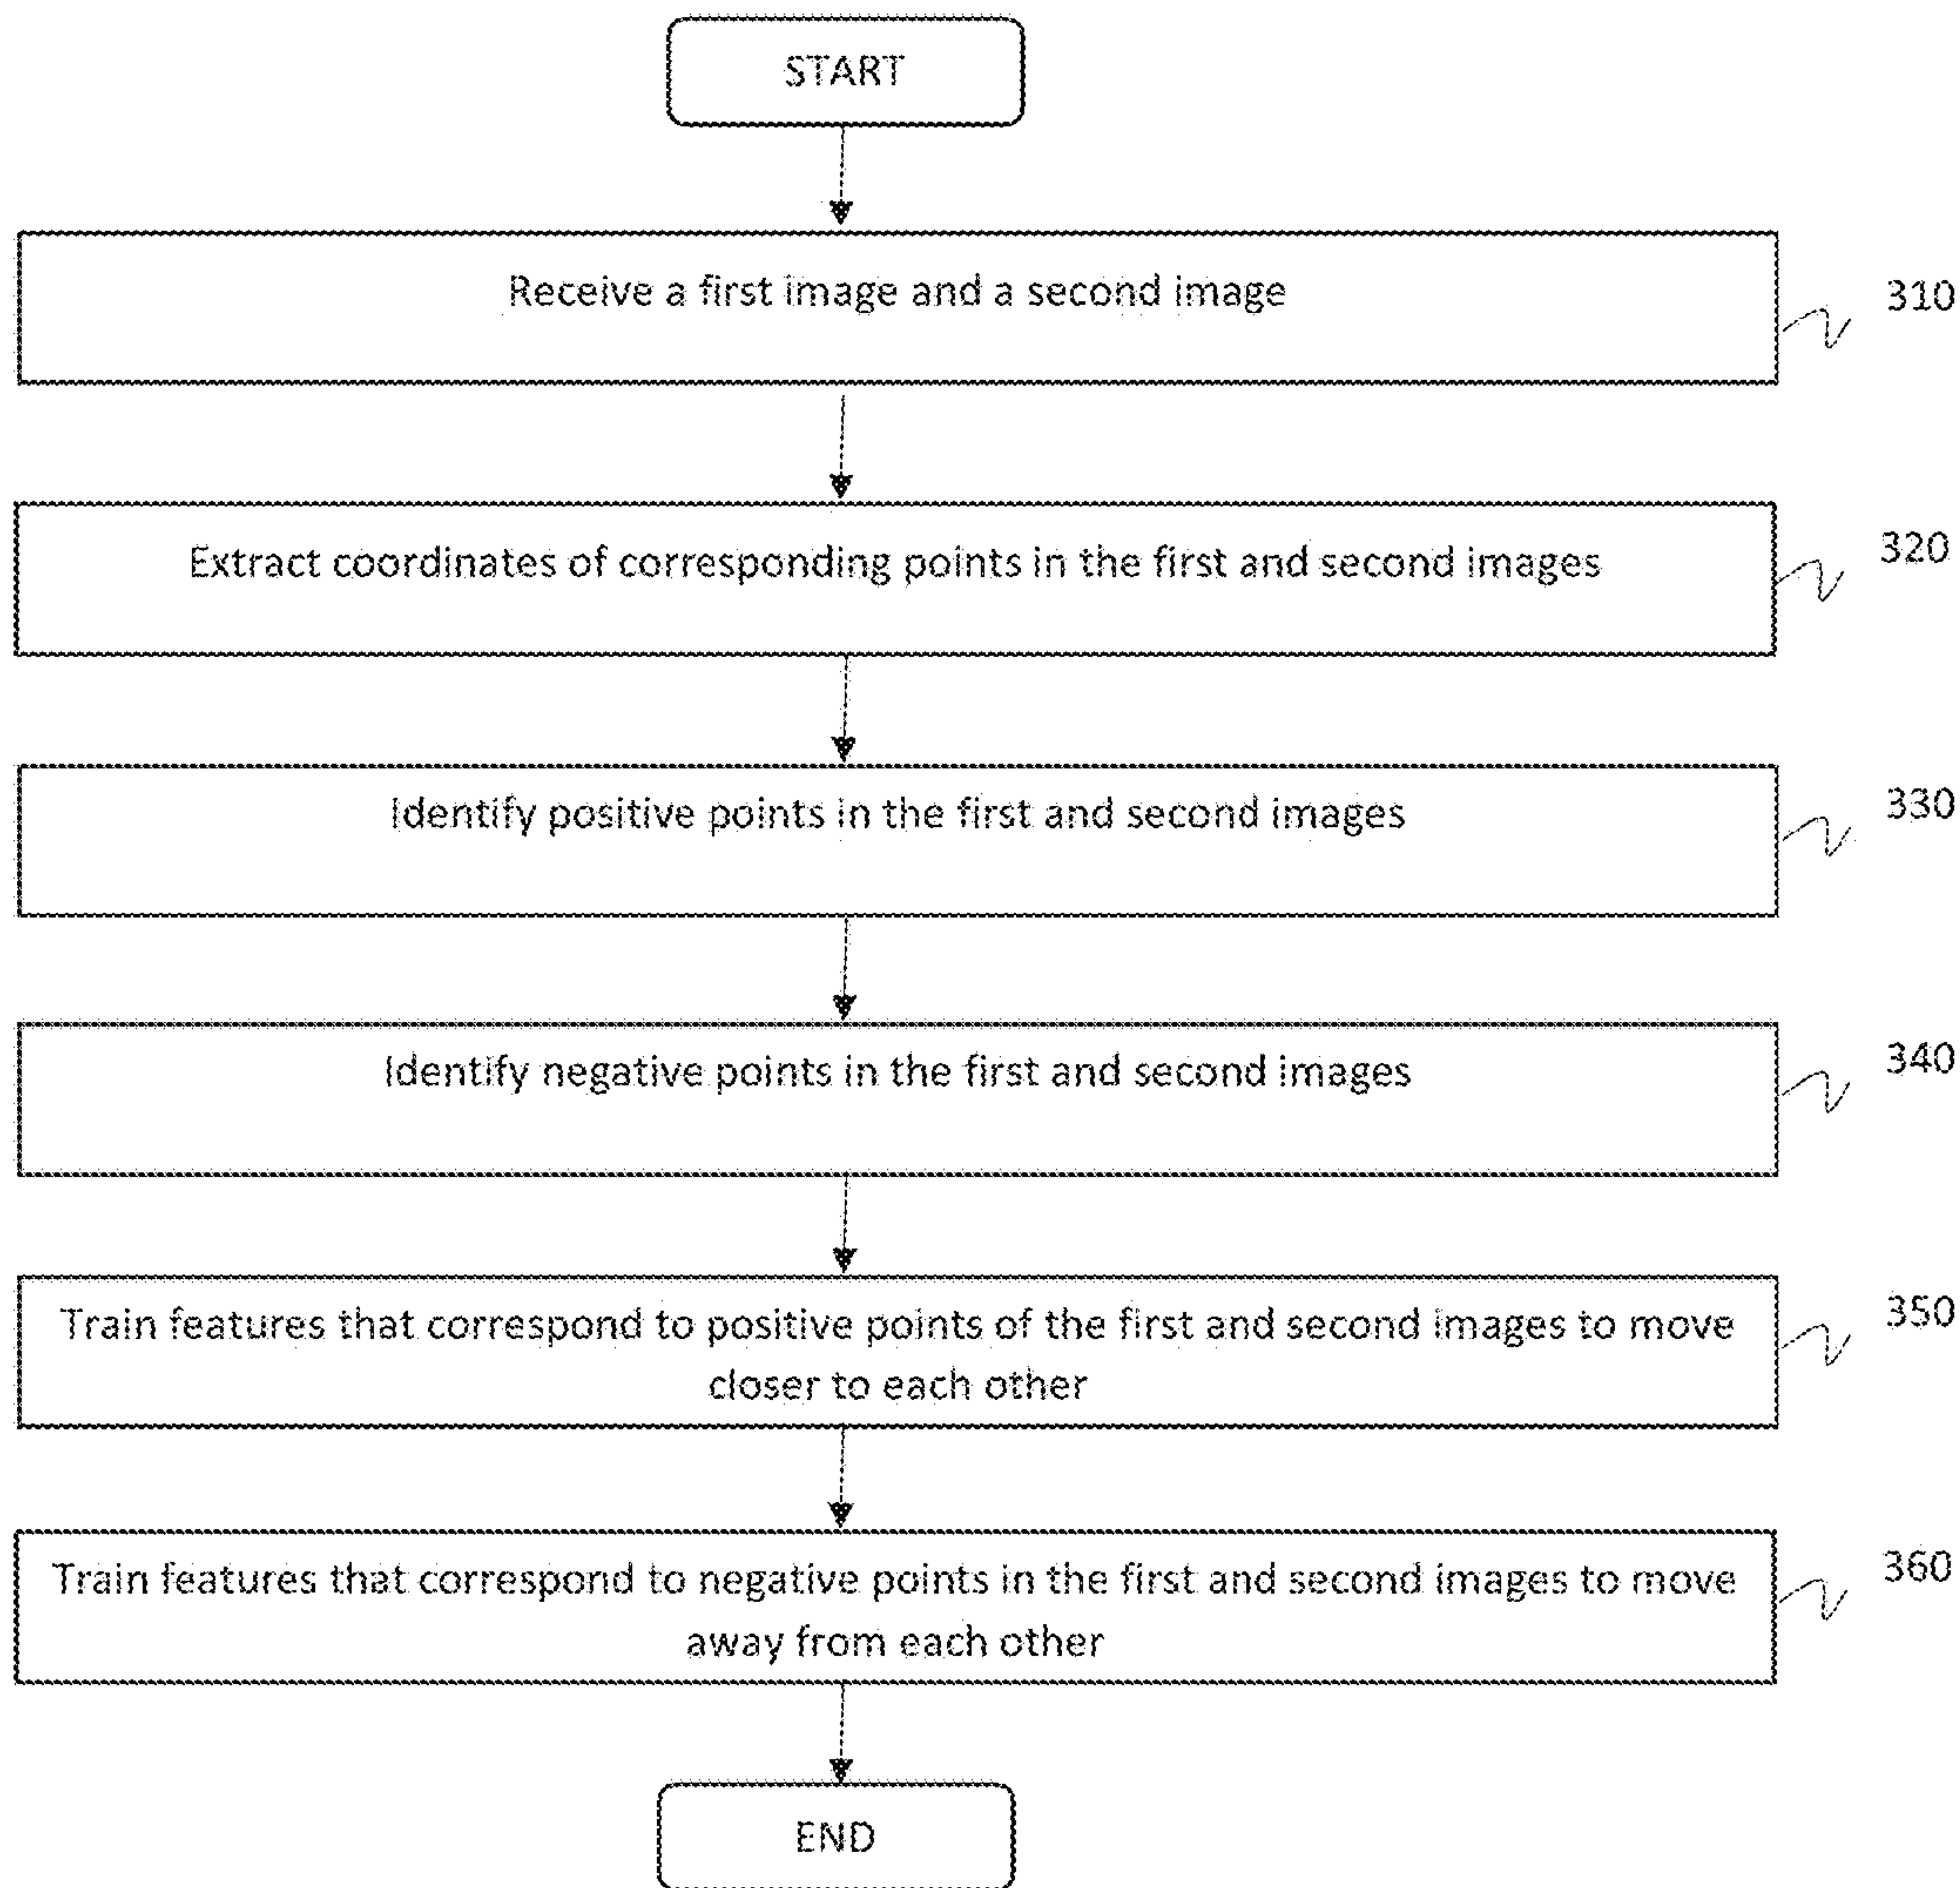 START
Receive a first image and a second image
310
Extract coordinates of corresponding points in the first and second images
320
Identify positive points in the first and second images
330
Identify negative points in the first and second images
340
Train features that correspond to positive points of the first and second images to move
closer to each other
350
Train features that correspond to negative points in the first and second images to move
away from each other
360
END